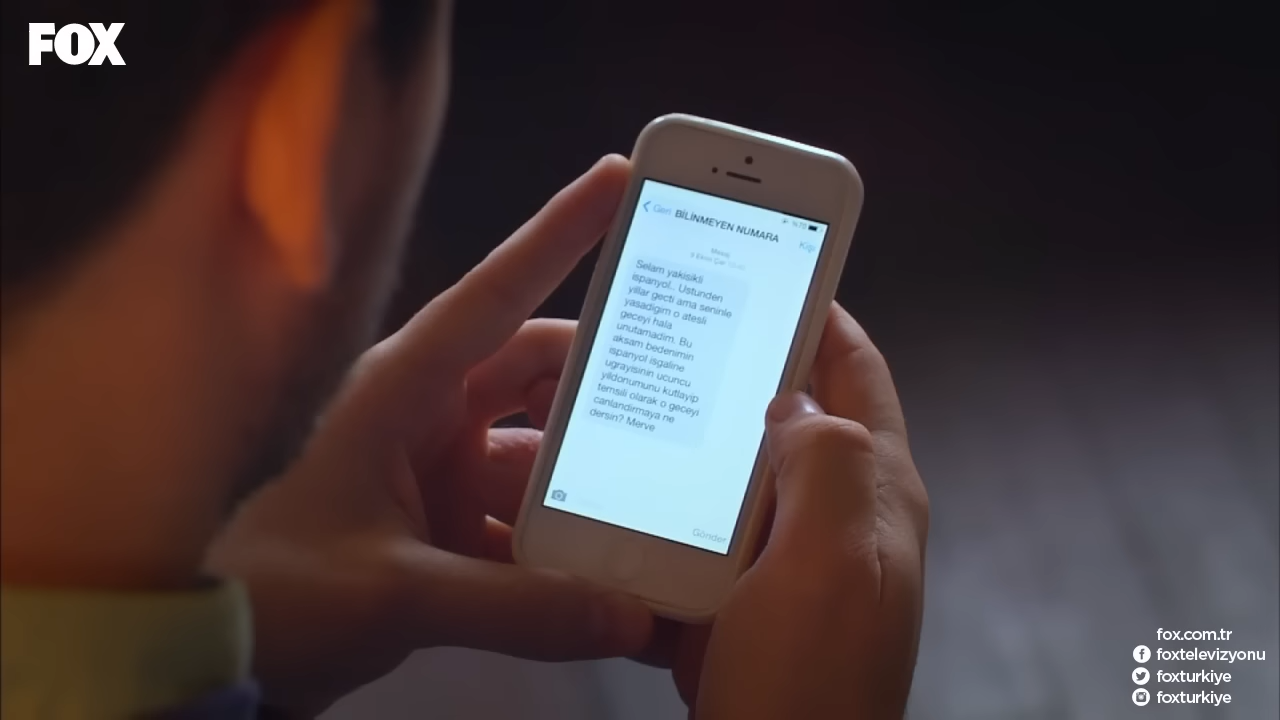 FOX
Geri BİLİNMEYEN NUMARA
%70
Kişi
Mesaj
Selam yakisikli
ispanyol.. Ustunden
yillar gecti ama seninle
yasadigim o atesli
geceyi hala
unutamadim. Bu
aksam bedenimin
ispanyol isgaline
ugrayisinin ucuncu
yildonumunu kutlayip
temsili olarak o geceyi
canlandirmaya ne
dersin? Merve
Gönder
fox.com.tr
foxtelevizyonu
foxturkiye
foxturkiye